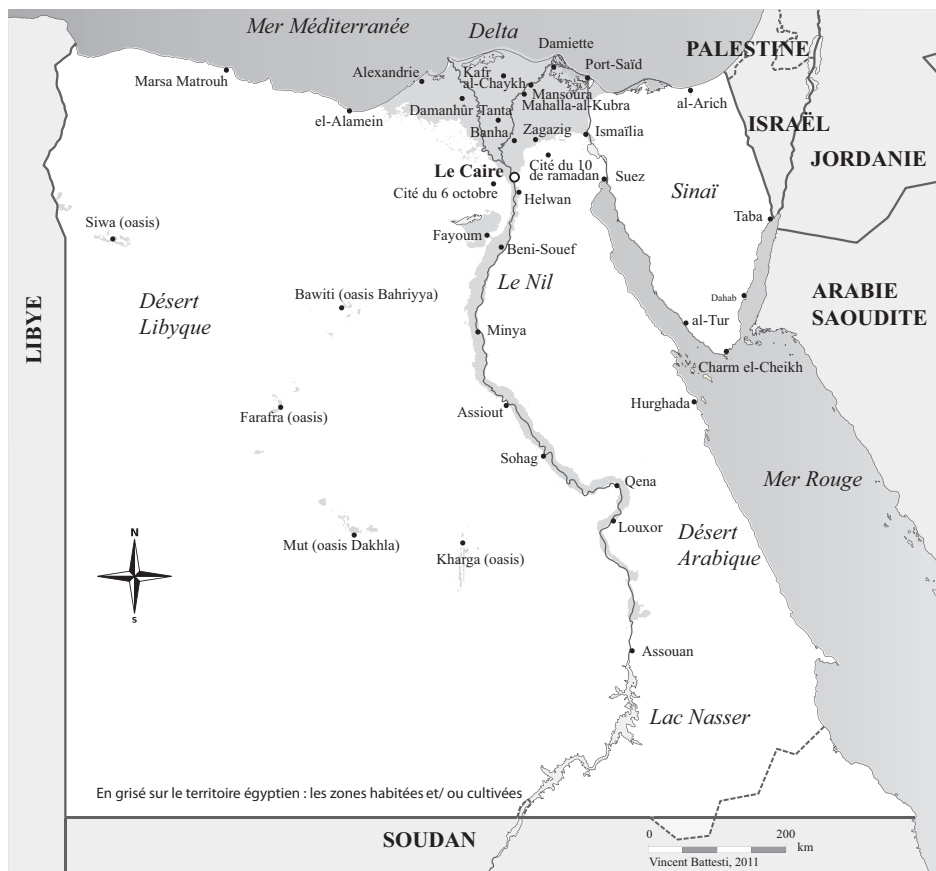 Mer Méditerranée
Delta
Damiette
PALESTINE
Alexandrie
Kafr
al-Chaykh
Port-Saïd
Marsa Matrouh
Mansoura
al-Arich
Damanhûr
Tanta
Mahalla-al-Kubra
el-Alamein
ISRAËL
Banha
Zagazig
Ismaïlia
JORDANIE
Le Caire
Cité du 10
de ramadan
Suez
Cité du 6 octobre
Helwan
Sinaï
Siwa (oasis)
Taba
Fayoum
Beni-Souef
Le Nil
Désert
Libyque
Bawiti (oasis Bahriyya)
Dahab
ARABIE
SAOUDITE
LIBYE
al-Tur
Minya
Charm el-Cheikh
Farafra (oasis)
Assiout
Hurghada
Sohag
Qena
Mer Rouge
Louxor
Désert
Arabique
N
Mut (oasis Dakhla)
Kharga (oasis)
S
Assouan
Lac Nasser
En grisé sur le territoire égyptien : les zones habitées et/ ou cultivées
SOUDAN
0 200
km
Vincent Battesti, 2011